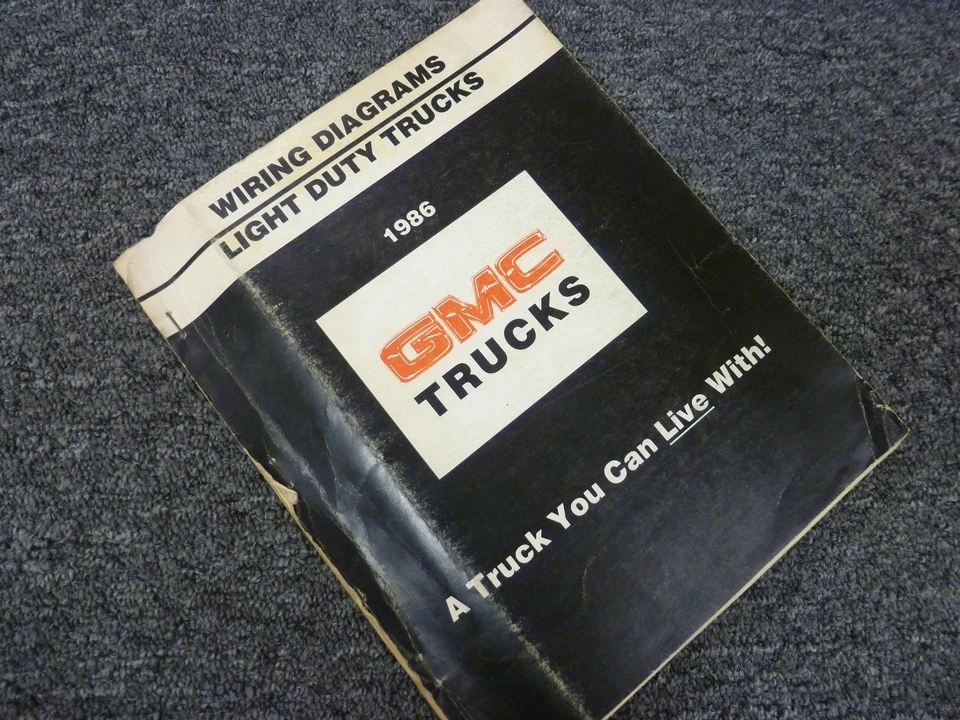 WIRING DIAGRAMS
LIGHT DUTY TRUCKS
1986
GMC
TRUCKS
A Truck You Can Live With!